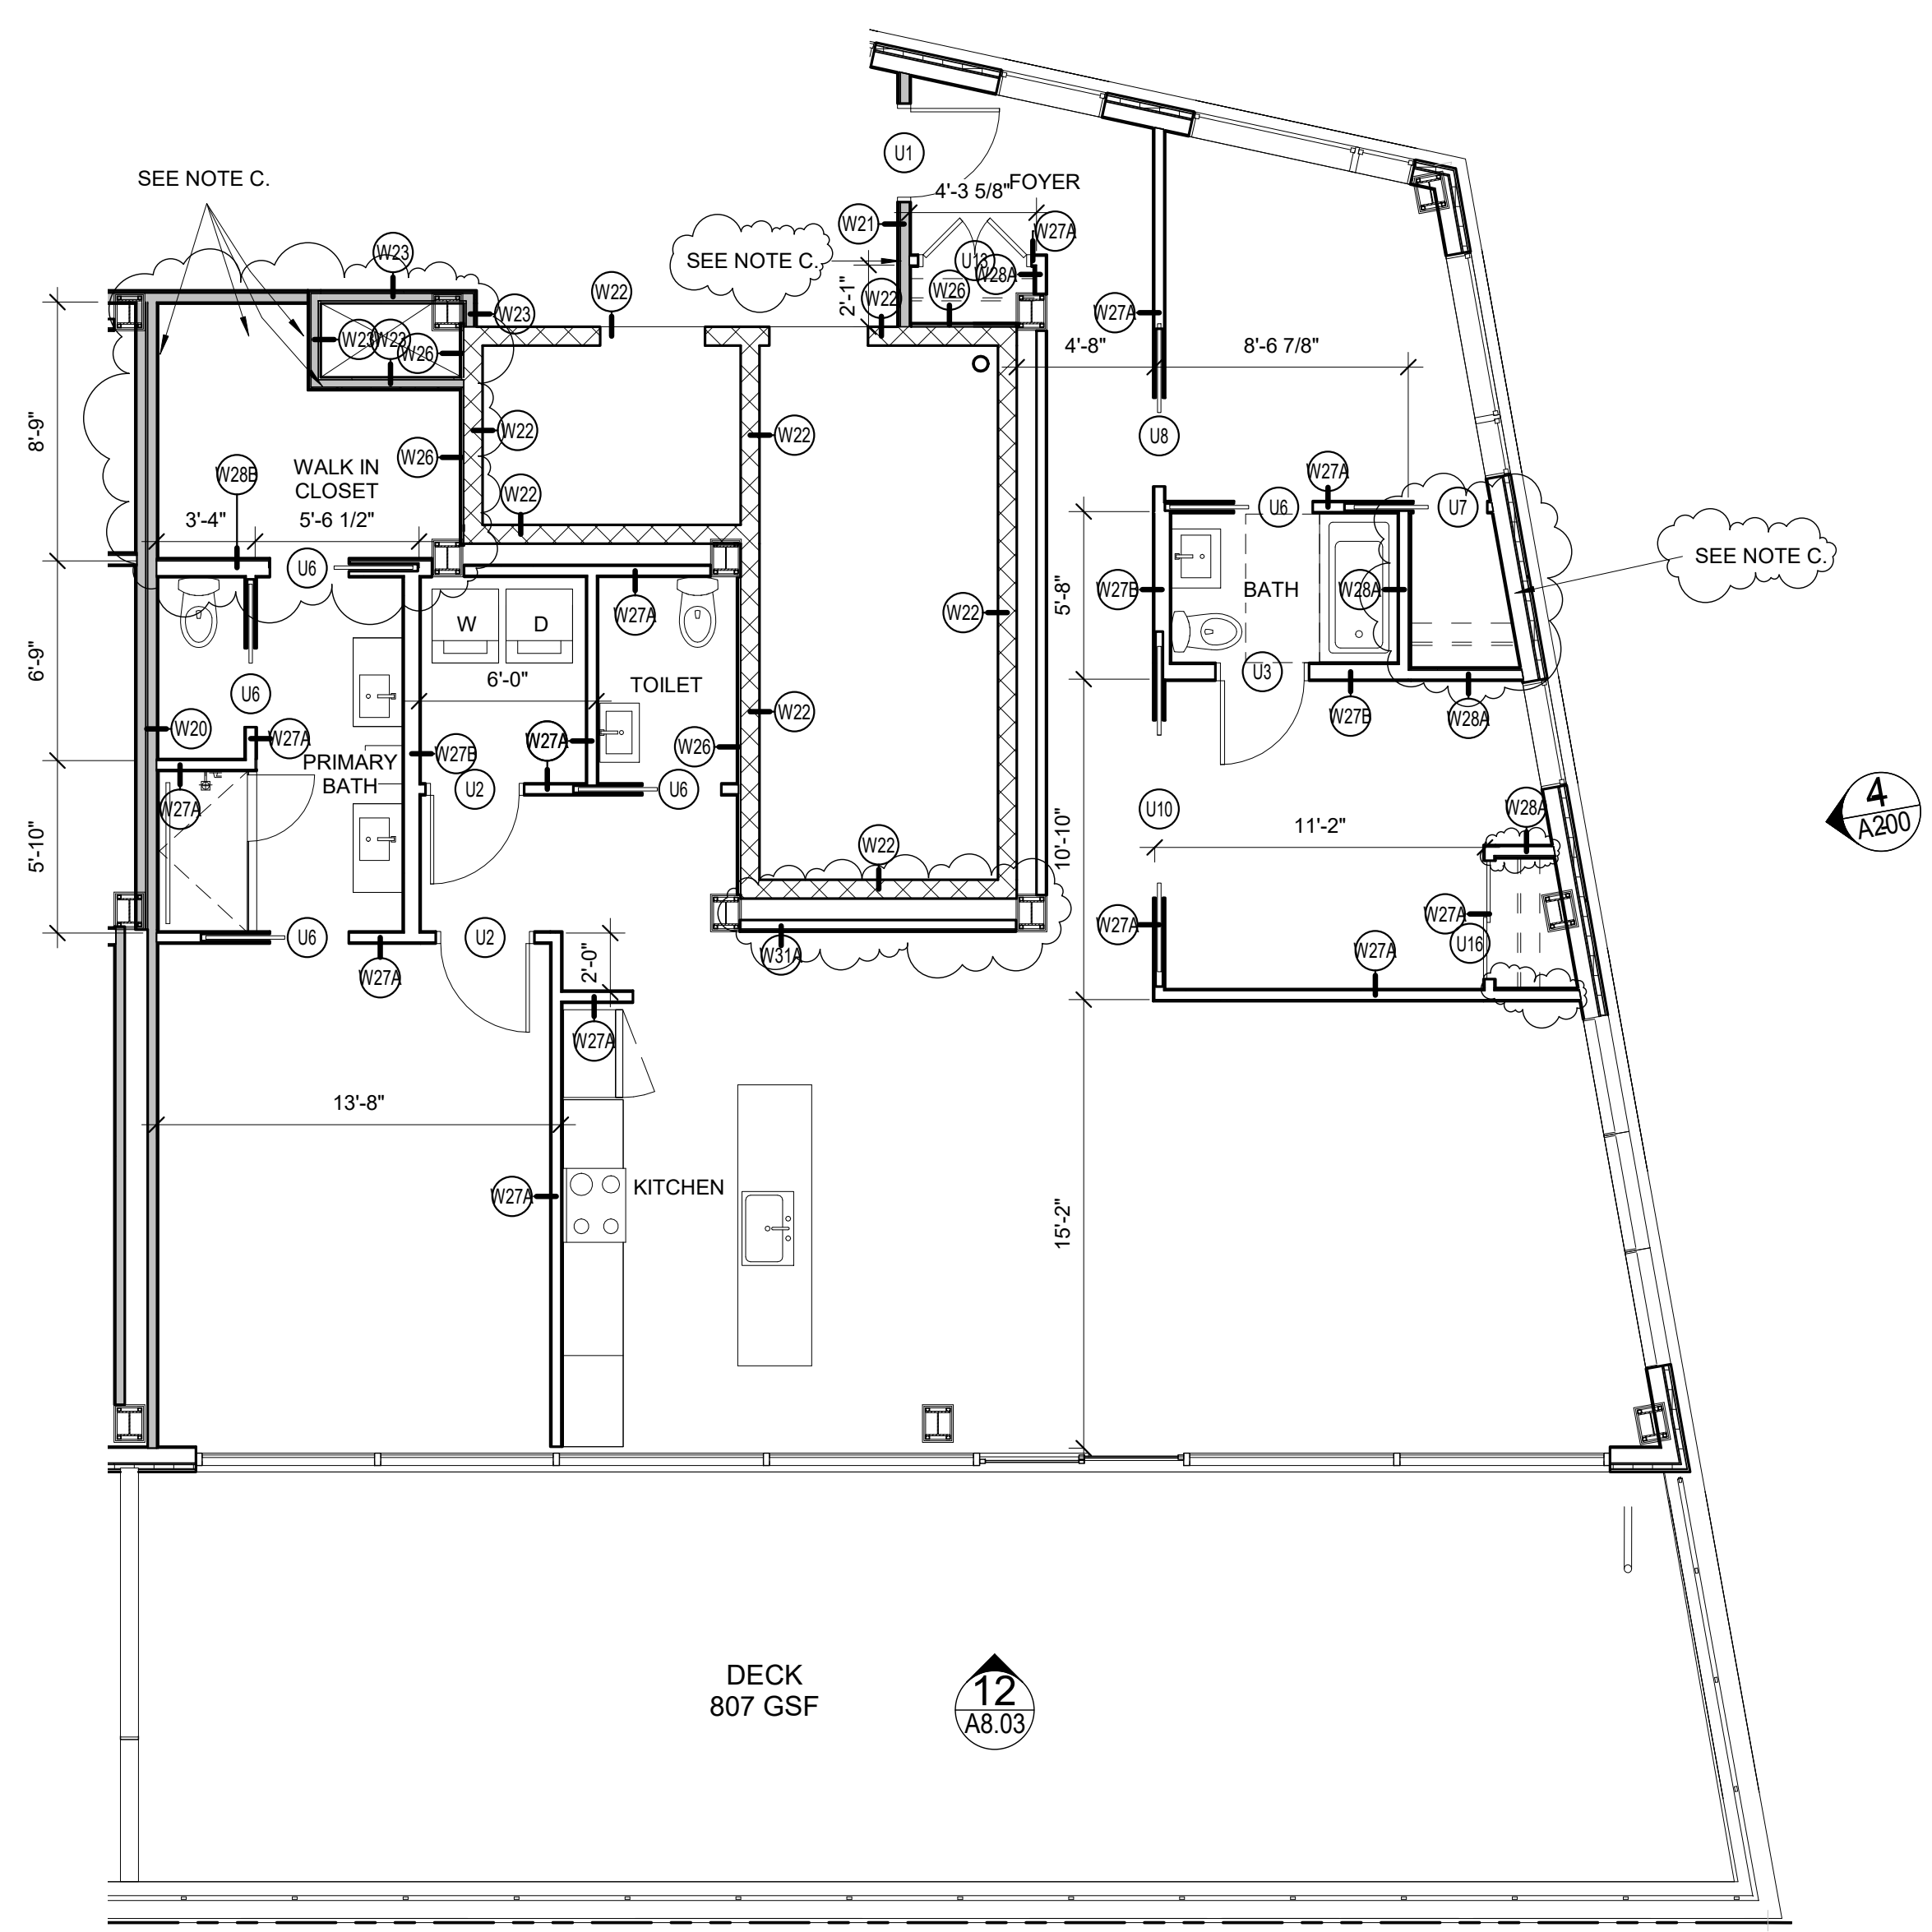 U1
SEE NOTE C.
4'-3 5/8"
FOYER
W21
W27A
W23
SEE NOTE C.
U13
W28A
W22
W26
2'-1"
W22
W23
W27A
W23
W23
W26
4'-8"
8'-6 7/8"
8'-9"
W22
W22
U8
W26
WALK IN
CLOSET
W28B
W27A
W22
3'-4"
5'-6 1/2"
U6
U7
SEE NOTE C.
U6
5'-8"
W27B
BATH
W28A
W27A
W22
W
D
6'-9"
6'-0"
TOILET
U3
U6
W22
W27B
W28A
W20
W27A
W27B
W27A
W26
PRIMARY
BATH
U2
U6
W27A
U10
W28A
4
A200
5'-10"
10'-10"
11'-2"
W22
W27A
W27A
U16
U6
U2
W27A
W31A
2'-0"
W27A
W27A
13'-8"
W27A
KITCHEN
15'-2"
DECK
807 GSF
12
A8.03